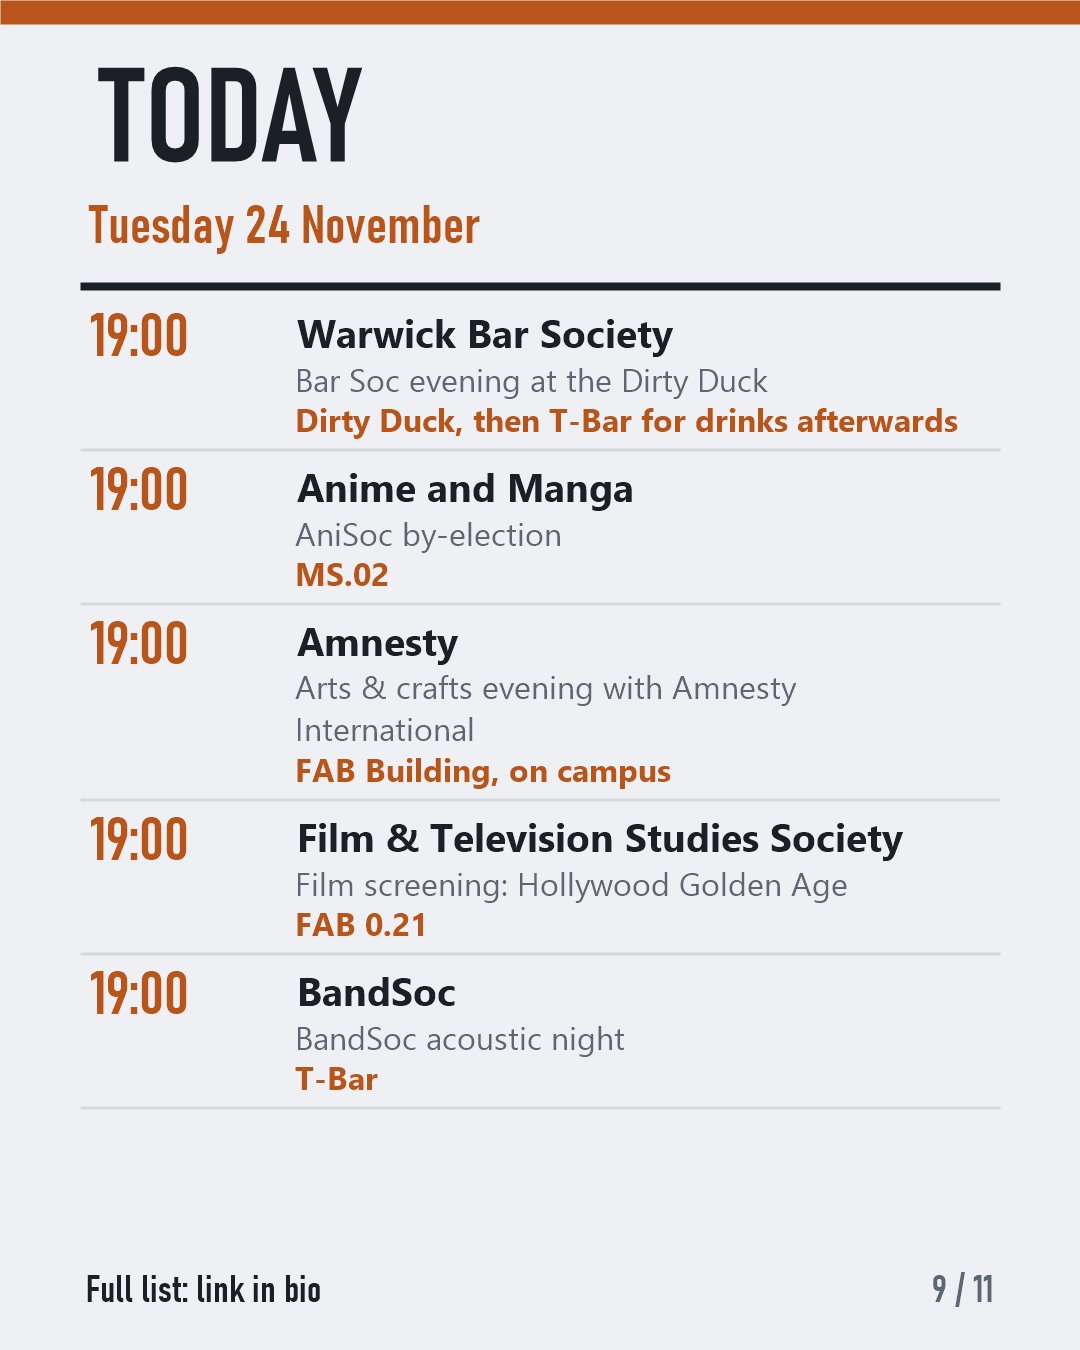 TODAY
Tuesday 24 November
19:00
Warwick Bar Society
Bar Soc evening at the Dirty Duck
Dirty Duck, then T-Bar for drinks afterwards
19:00
Anime and Manga
AniSoc by-election
MS.02
19:00
Amnesty
Arts & crafts evening with Amnesty
International
FAB Building, on campus
19:00
Film & Television Studies Society
Film screening: Hollywood Golden Age
FAB 0.21
19:00
BandSoc
BandSoc acoustic night
T-Bar
Full list: link in bio
9 / 11